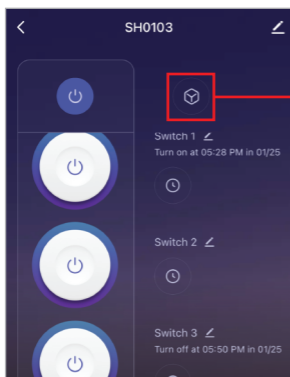 SH0103
Switch 1
Turn on at 05:28 PM in 01/25
Switch 2
Switch 3
Turn off at 05:50 PM in 01/25